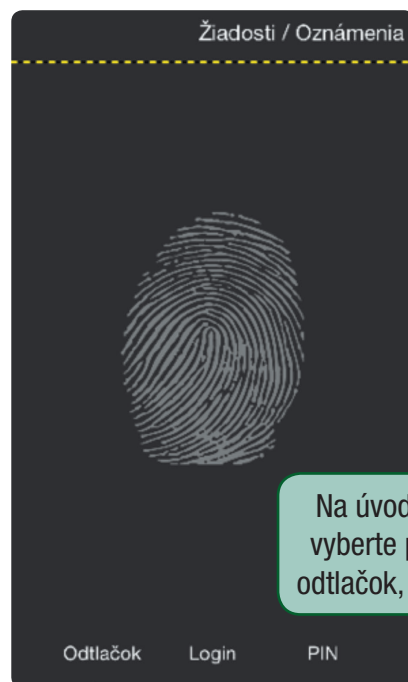 Žiadosti / Oznámenia
Na úvod
vyberte
odtlačok,
Odtlačok Login PIN